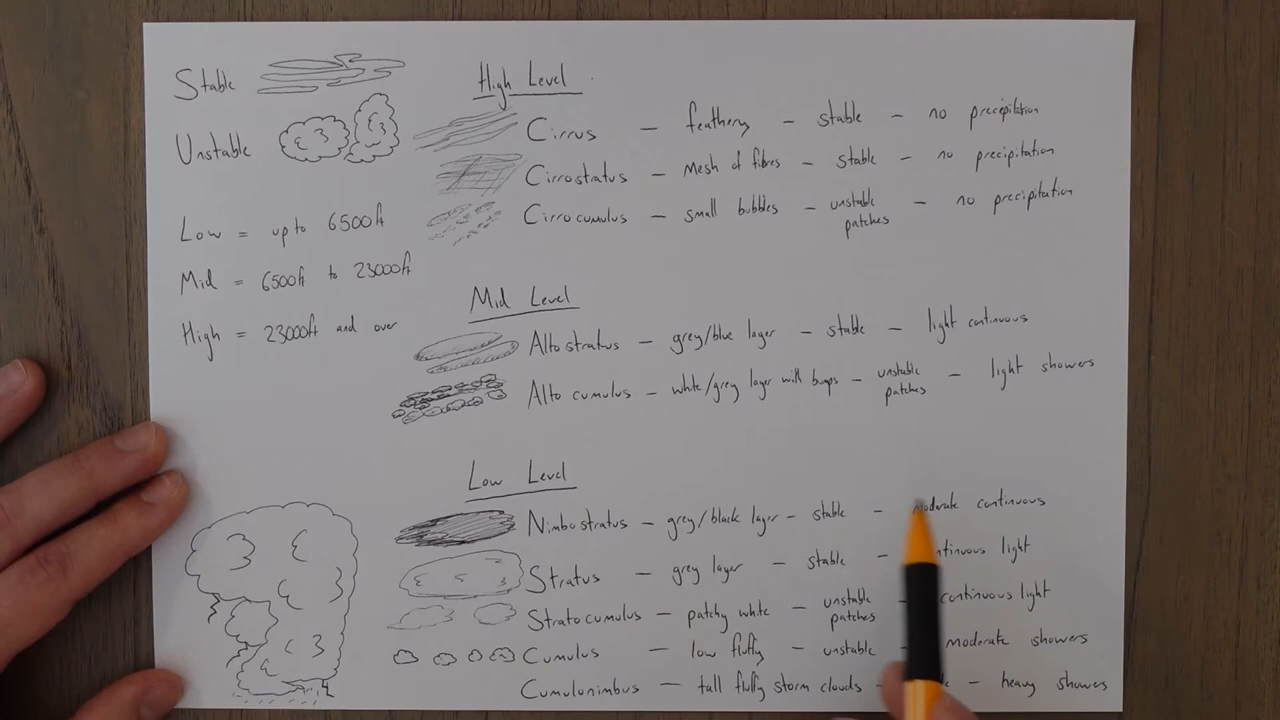 Stable
Unstable
Low = up to 6500ft
Mid = 6500ft to 23000ft
High = 23000ft and over
High Level
Cirrus – feathery – stable – no precipitation
Cirrostratus – Mesh of fibres – stable – no precipitation
Cirrocumulus – small bubbles – unstable patches – no precipitation
Mid Level
Altostratus – grey/blue layer – stable – light continuous
Alto cumulus – white/grey layer with bumps – unstable patches – light showers
Low Level
Nimbostratus – grey/black layer – stable – moderate continuous
Stratus – grey layer – stable – light
Stratocumulus – patchy white – unstable patches – continuous light
Cumulus – low fluffy – unstable – moderate showers
Cumulonimbus – tall fluffy storm clouds – – heavy showers